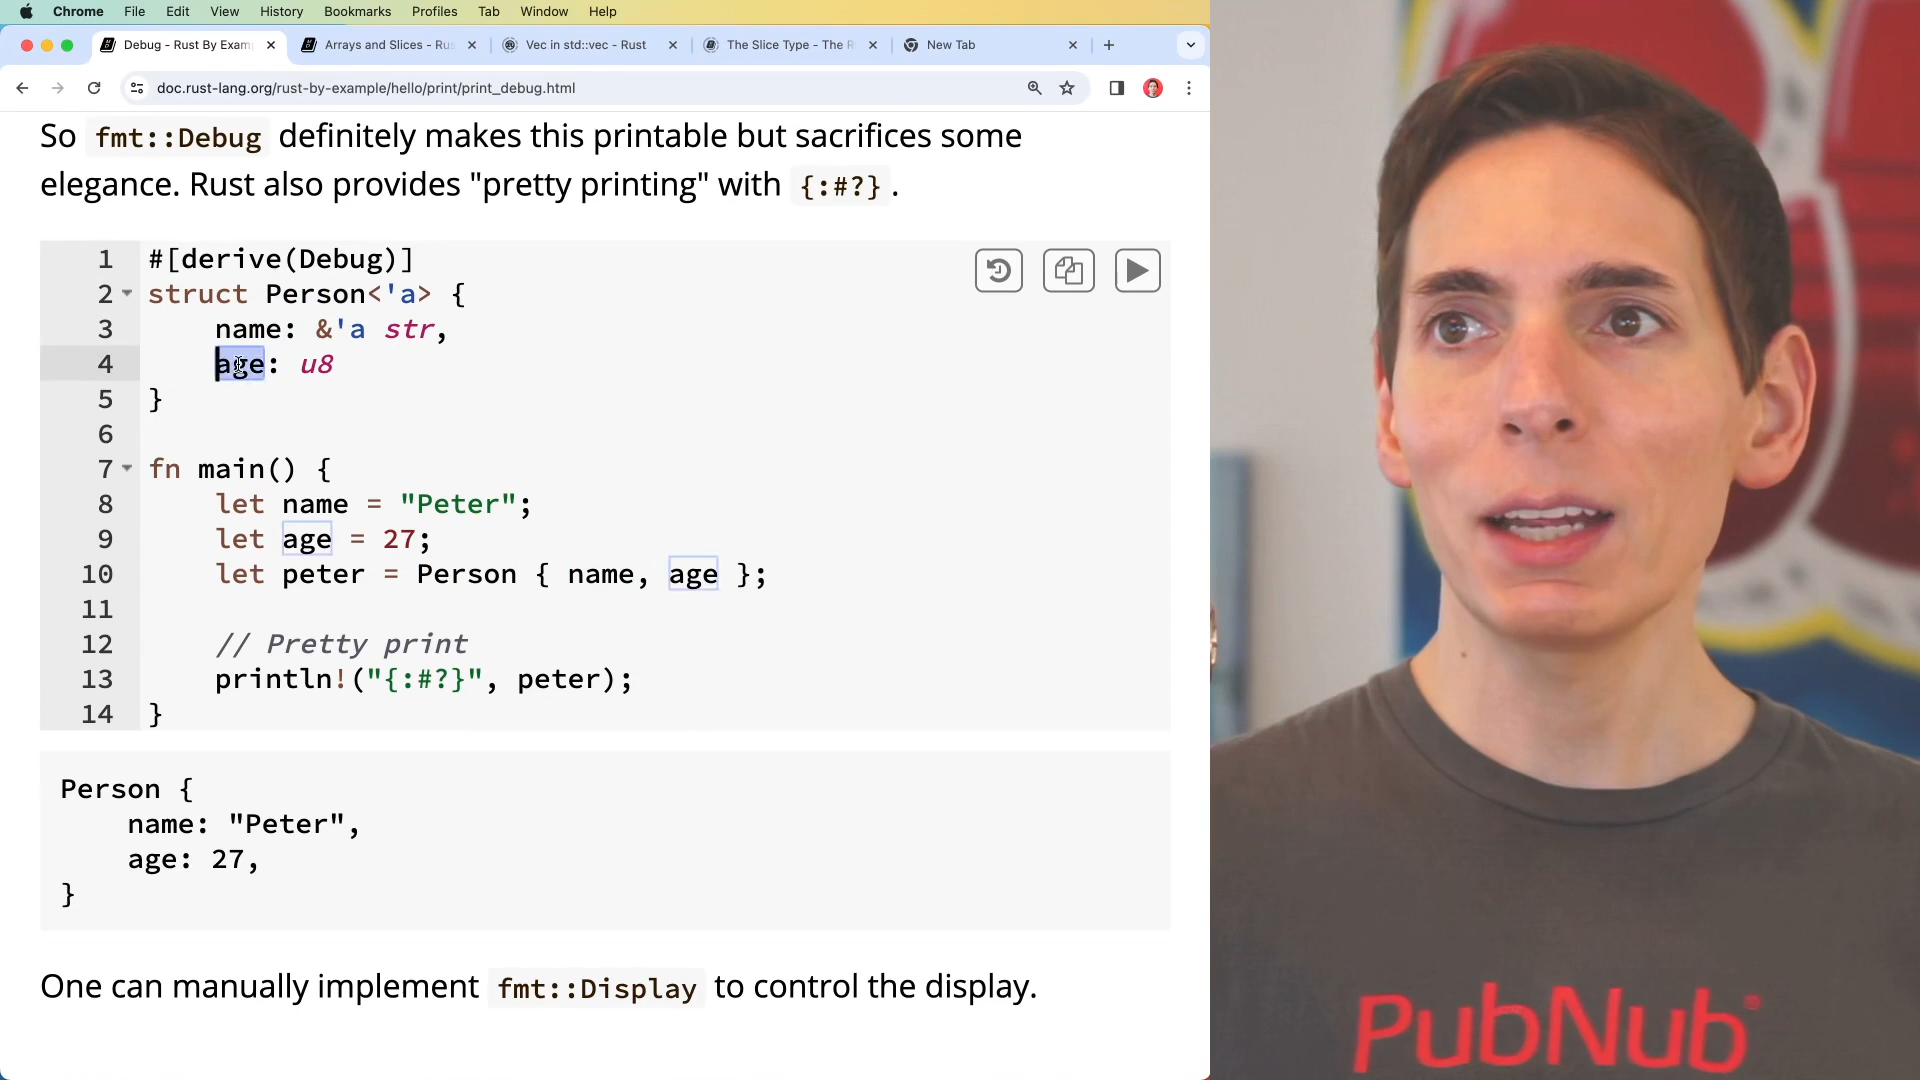 Chrome File Edit View History Bookmarks Profiles Tab Window Help
Debug - Rust By Exam Arrays and Slices - Rus Vec in std::vec - Rust The Slice Type - The R New Tab
doc.rust-lang.org/rust-by-example/hello/print/print_debug.html
So fmt::Debug definitely makes this printable but sacrifices some
elegance. Rust also provides "pretty printing" with {:#?}.
1 #[derive(Debug)]
2 struct Person<'a> {
3 name: &'a str,
4 age: u8
5 }
6
7 fn main() {
8 let name = "Peter";
9 let age = 27;
10 let peter = Person { name, age };
11
12 // Pretty print
13 println!("{:#?}", peter);
14 }
Person {
name: "Peter",
age: 27,
}
One can manually implement fmt::Display to control the display.
PubNub